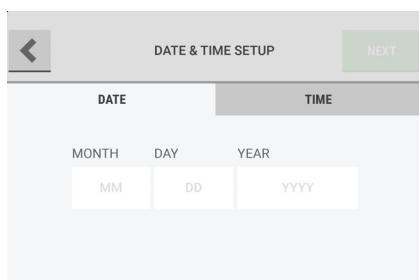 DATE & TIME SETUP NEXT
DATE TIME
MONTH DAY YEAR
MM DD YYYY